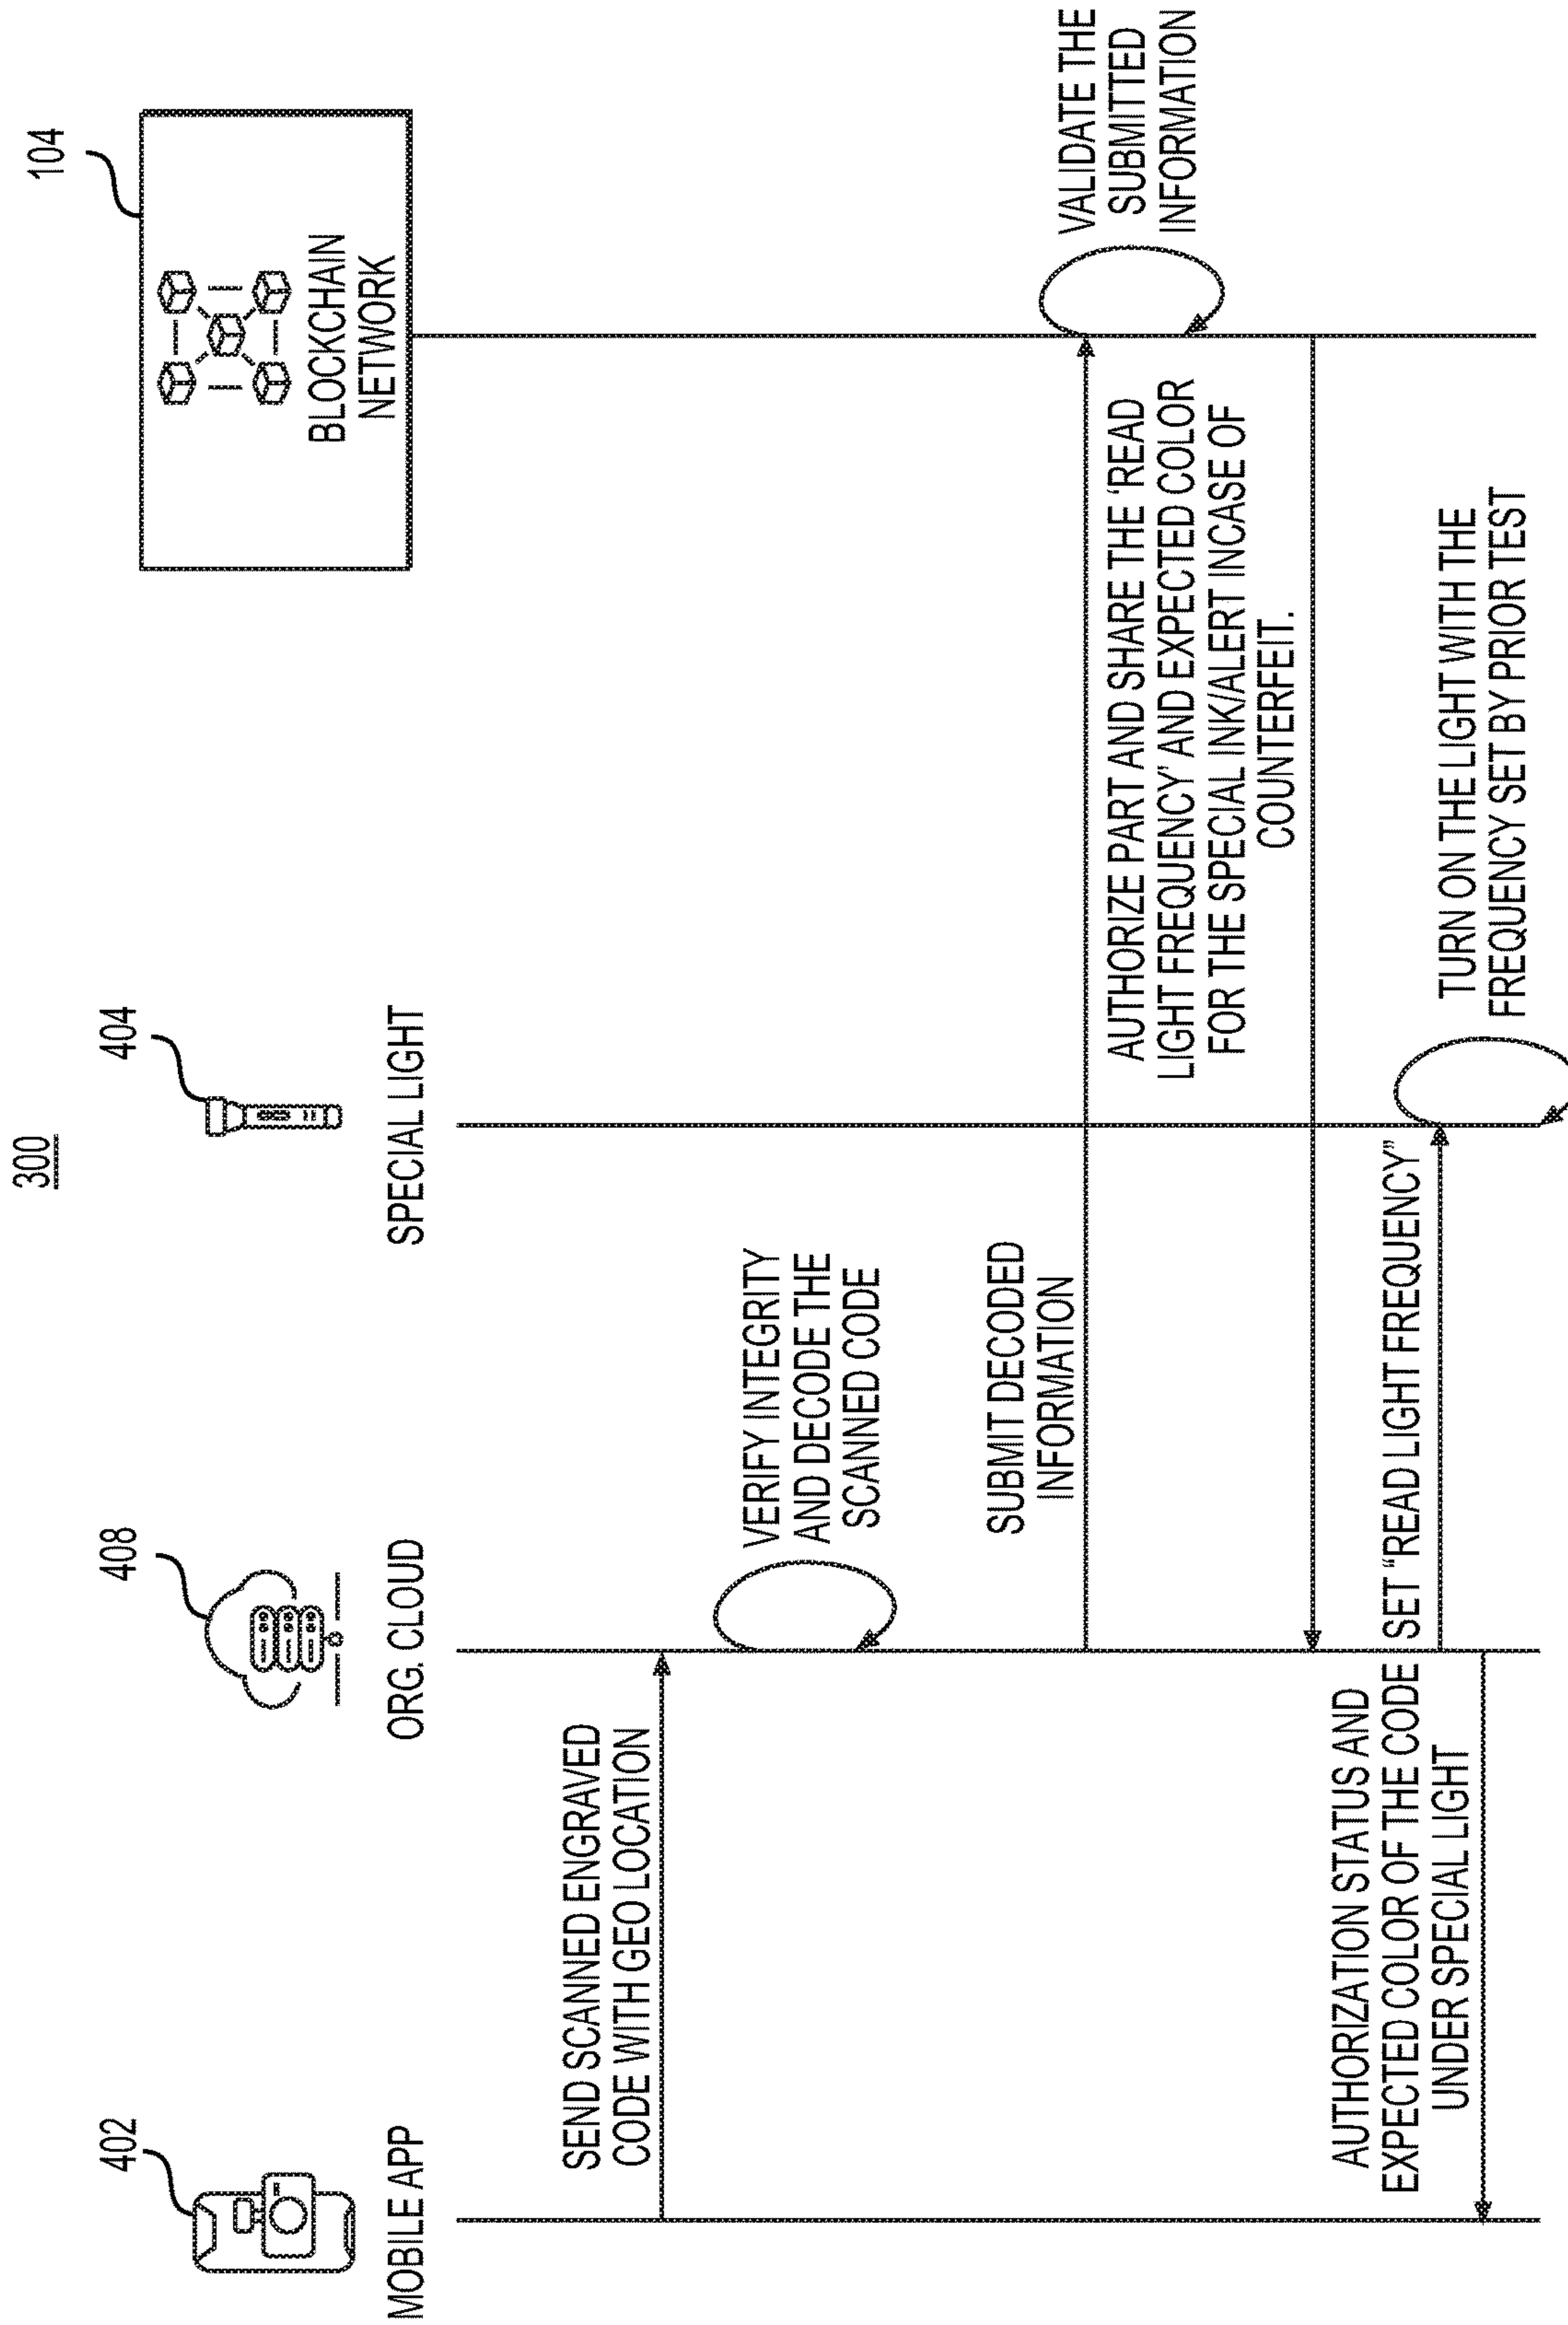 300
402
MOBILE APP
408
ORG. CLOUD
404
SPECIAL LIGHT
104
BLOCKCHAIN
NETWORK
SEND SCANNED ENGRAVED
CODE WITH GEO LOCATION
VERIFY INTEGRITY
AND DECODE THE
SCANNED CODE
SUBMIT DECODED
INFORMATION
VALIDATE THE
SUBMITTED
INFORMATION
AUTHORIZE PART AND SHARE THE 'READ
LIGHT FREQUENCY' AND EXPECTED COLOR
FOR THE SPECIAL INK/ALERT INCASE OF
COUNTERFEIT.
SET "READ LIGHT FREQUENCY"
TURN ON THE LIGHT WITH THE
FREQUENCY SET BY PRIOR TEST
AUTHORIZATION STATUS AND
EXPECTED COLOR OF THE CODE
UNDER SPECIAL LIGHT